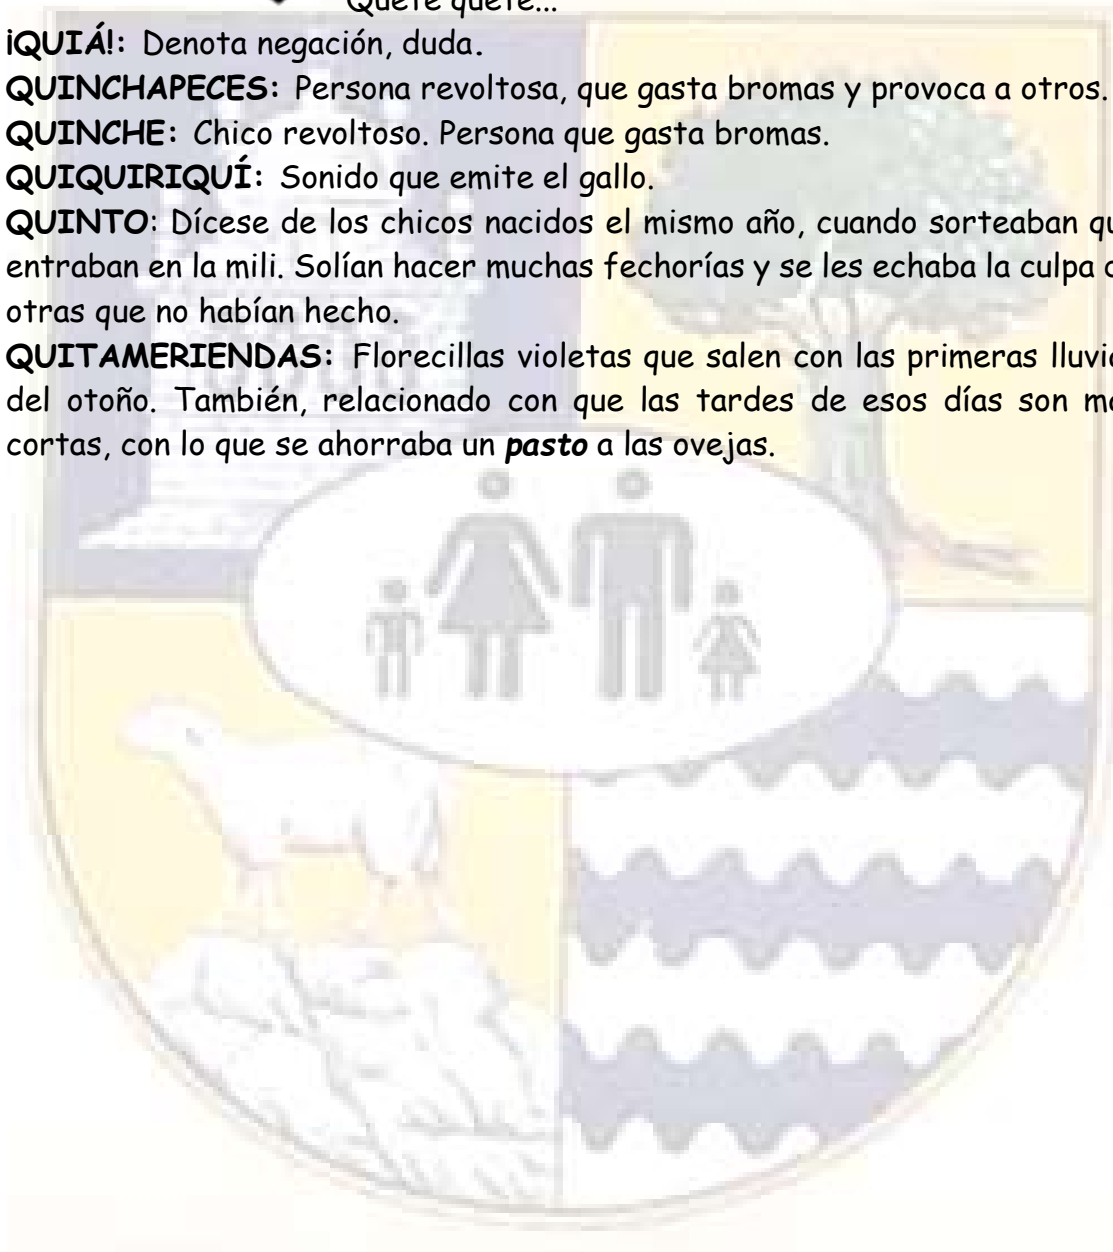 Quete quete...
¡QUIÁ!: Denota negación, duda.
QUINCHAPECES: Persona revoltosa, que gasta bromas y provoca a otros.
QUINCHE: Chico revoltoso. Persona que gasta bromas.
QUIQUIRIQUÍ: Sonido que emite el gallo.
QUINTO: Dícese de los chicos nacidos el mismo año, cuando sorteaban
entraban en la mili. Solían hacer muchas fechorías y se les echaba la culpa
otras que no habían hecho.
QUITAMERIENDAS: Florecillas violetas que salen con las primeras
del otoño. También, relacionado con que las tardes de esos días son
cortas, con lo que se ahorraba un pasto a las ovejas.